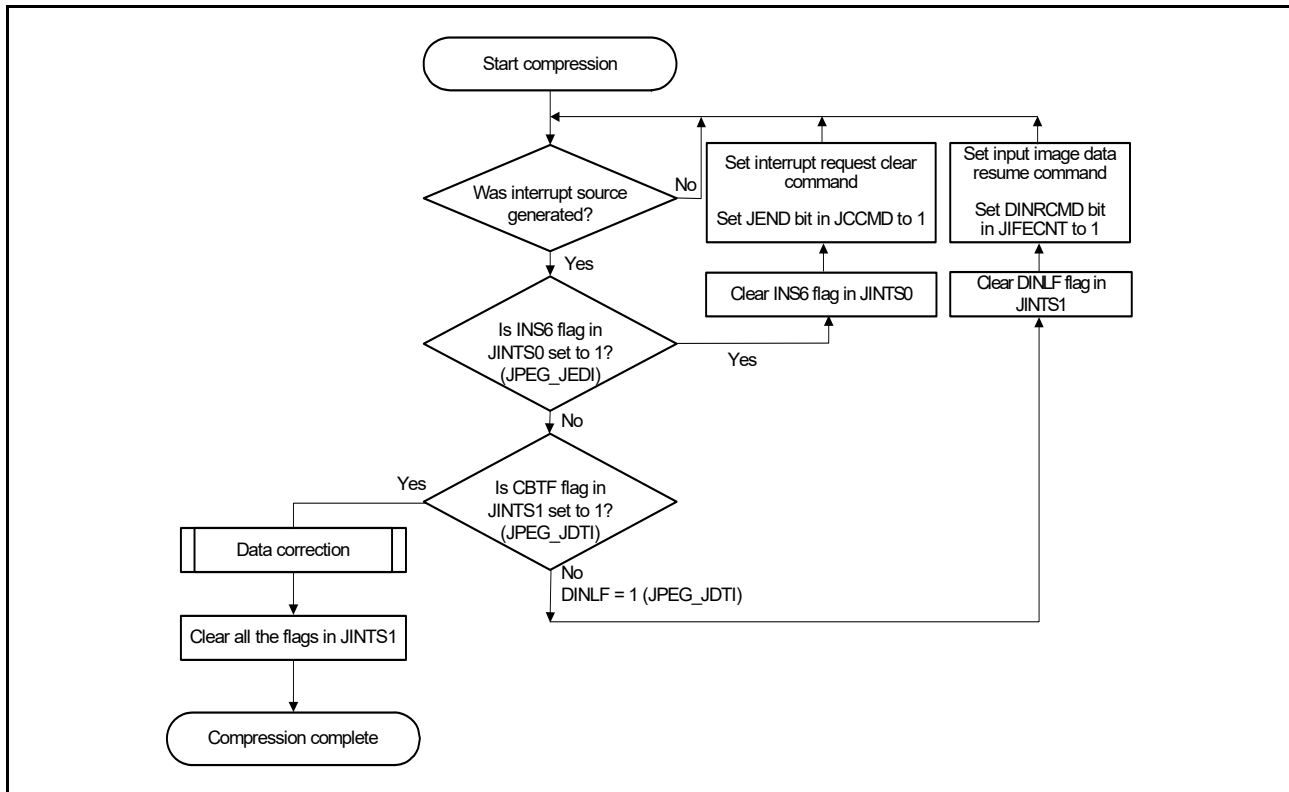 Start compression
Was interrupt source
generated?
No
Set interrupt request clear
command
Set JEND bit in JCCMD to 1
Set input image data
resume command
Set DINRCMD bit
in JIFECNT to 1
Yes
Clear INS6 flag in JINTS0
Clear DINLF flag in
JINTS1
Is INS6 flag in
JINTS0 set to 1?
(JPEG_JEDI)
Yes
No
Yes
Is CBTF flag in
JINTS1 set to 1?
(JPEG_JDTI)
Data correction
No
DINLF = 1 (JPEG_JDTI)
Clear all the flags in JINTS1
Compression complete